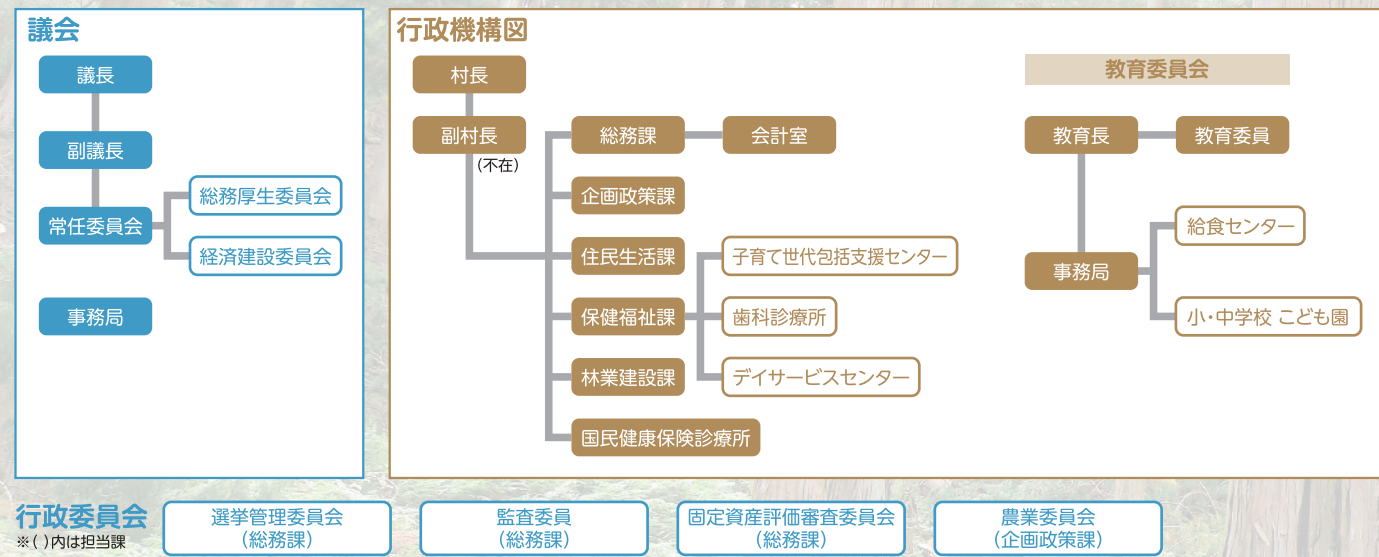 議会
議長
副議長
常任委員会
総務厚生委員会
経済建設委員会
事務局
行政機構図
村長
副村長
(不在)
総務課
会計室
企画政策課
住民生活課
保健福祉課
子育て世代包括支援センター
歯科診療所
デイサービスセンター
林業建設課
国民健康保険診療所
教育委員会
教育長
教育委員
事務局
給食センター
小・中学校 こども園
行政委員会
※( )内は担当課
選挙管理委員会
(総務課)
監査委員
(総務課)
固定資産評価審査委員会
(総務課)
農業委員会
(企画政策課)